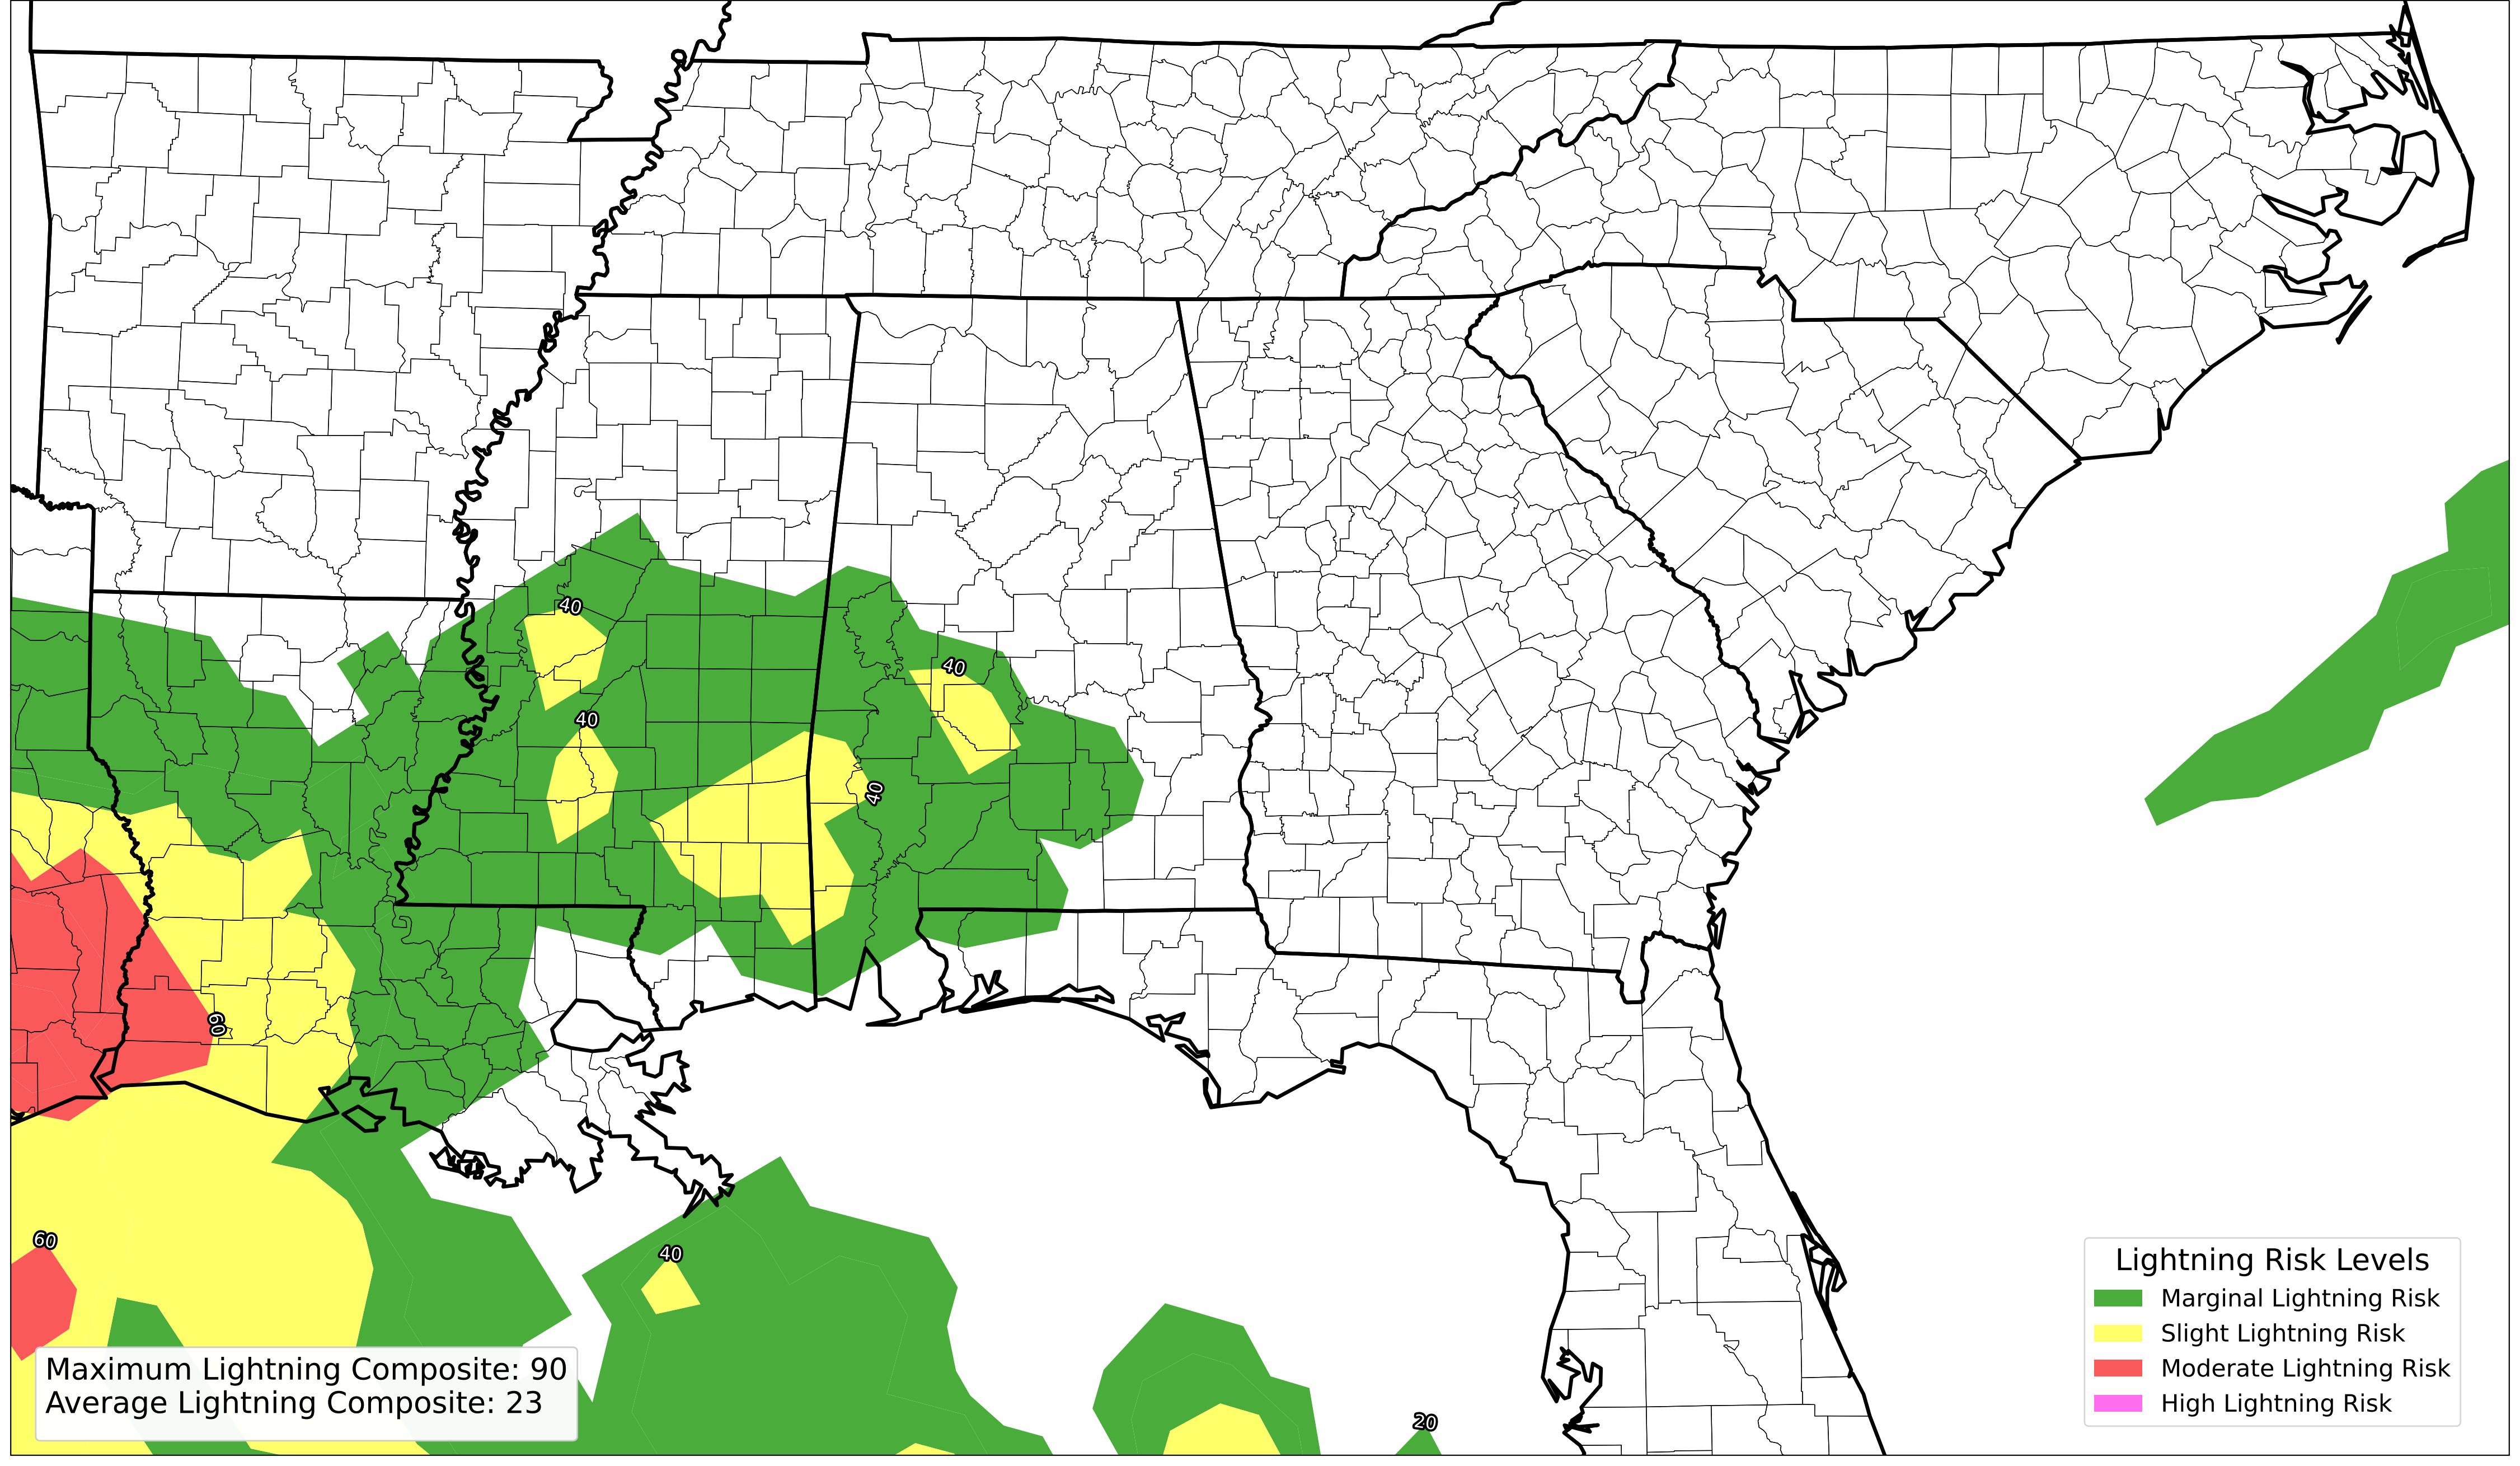 40
40
40
40
60
60
40
20
Maximum Lightning Composite: 90
Average Lightning Composite: 23
Lightning Risk Levels
Marginal Lightning Risk
Slight Lightning Risk
Moderate Lightning Risk
High Lightning Risk